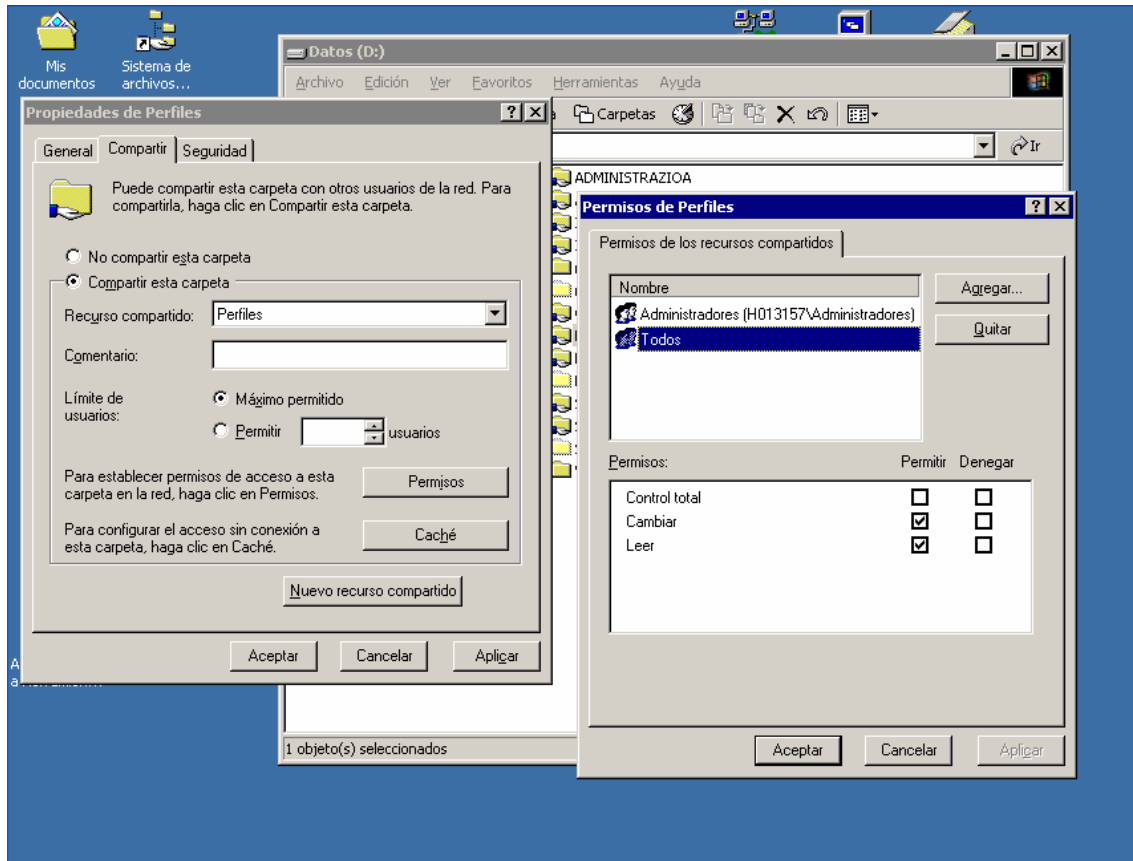 Mis
documentos
Sistema de
archivos...
Datos (D:)
Archivo Edición Ver Favoritos Herramientas Ayuda
Carpetas
Ir
ADMINISTRAZIOA
Propiedades de Perfiles
General Compartir Seguridad
Puede compartir esta carpeta con otros usuarios de la red. Para
compartirla, haga clic en Compartir esta carpeta.
No compartir esta carpeta
Compartir esta carpeta
Recurso compartido: Perfiles
Comentario:
Límite de
usuarios:
Máximo permitido
Permitir usuarios
Para establecer permisos de acceso a esta
carpeta en la red, haga clic en Permisos.
Permisos
Para configurar el acceso sin conexión a
esta carpeta, haga clic en Caché.
Caché
Nuevo recurso compartido
Aceptar Cancelar Aplicar
1 objeto(s) seleccionados
Permisos de Perfiles
Permisos de los recursos compartidos
Nombre
Administradores (H013157\Administradores)
Todos
Agregar...
Quitar
Permisos: Permitir Denegar
Control total
Cambiar
Leer
Aceptar Cancelar Aplicar